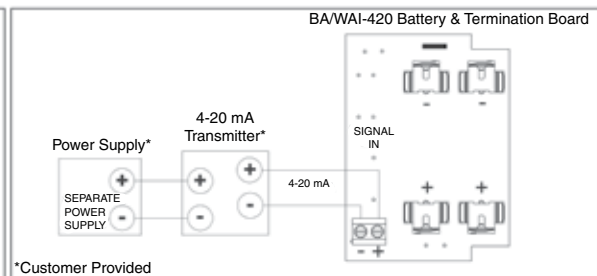 BA/WAI-420 Battery & Termination Board
4-20 mA
Transmitter*
Power Supply*
SEPARATE
POWER
SUPPLY
+
-
+
-
+
-
4-20 mA
SIGNAL
IN
- +
- -
+ +
*Customer Provided